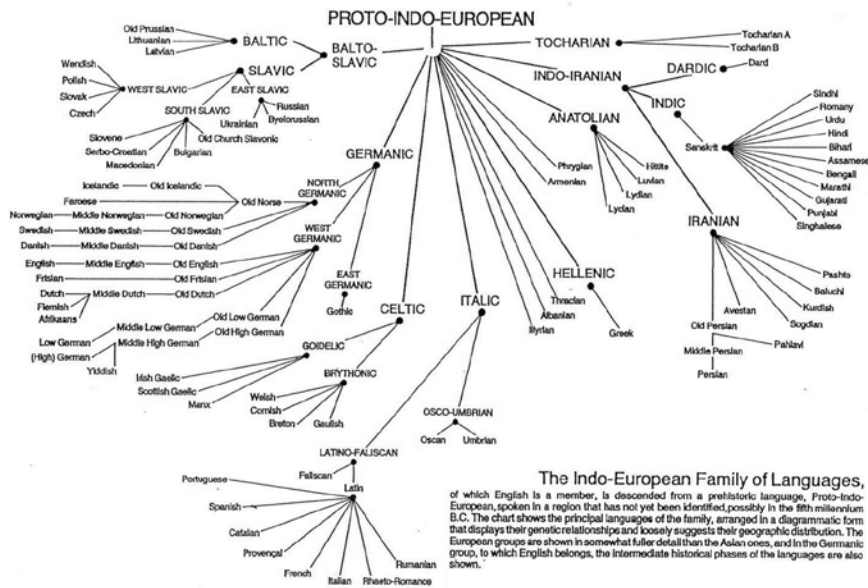 PROTO-INDO-EUROPEAN
Old Prussian
Lithuanian
Latvian
BALTIC
BALTO-
SLAVIC
TOCHARIAN
Tocharian A
Tocharian B
Wendish
Polish
Slovak
Czech
WEST SLAVIC
SLAVIC
EAST SLAVIC
Russian
Byelorussian
Ukrainian
SOUTH SLAVIC
Old Church Slavonic
Bulgarian
Slovene
Serbo-Croatian
Macedonian
INDO-IRANIAN
DARDIC
Dard
INDIC
Sanskrit
Sindhi
Romany
Urdu
Hindi
Bihari
Assamese
Bengali
Marathi
Gujarati
Punjabi
Singhalese
ANATOLIAN
Hittite
Luvian
Lydian
Lycian
Phrygian
Armenian
GERMANIC
NORTH
GERMANIC
Icelandic
Old Icelandic
Faroese
Old Norse
Norwegian
Middle Norwegian
Old Norwegian
Swedish
Middle Swedish
Old Swedish
Danish
Middle Danish
Old Danish
WEST
GERMANIC
English
Middle English
Old English
Frisian
Old Frisian
Dutch
Middle Dutch
Old Dutch
Flemish
Afrikaans
Old Low German
Middle Low German
Low German
Old High German
Middle High German
(High) German
Yiddish
EAST
GERMANIC
Gothic
IRANIAN
Pashto
Baluchi
Kurdish
Sogdian
Avestan
Old Persian
Pahlavi
Middle Persian
Persian
HELLENIC
Greek
Thracian
Albanian
Illyrian
CELTIC
GOIDELIC
Irish Gaelic
Scottish Gaelic
Manx
BRYTHONIC
Welsh
Cornish
Breton
Gaulish
ITALIC
OSCO-UMBRIAN
Oscan
Umbrian
LATINO-FALISCAN
Faliscan
Latin
Portuguese
Spanish
Catalan
Provençal
French
Italian
Rhaeto-Romance
Rumanian
The Indo-European Family of Languages,
of which English is a member, is descended from a prehistoric language, Proto-Indo-
European, spoken in a region that has not yet been identified, possibly in the fifth millennium
B.C. The chart shows the principal languages of the family, arranged in a diagrammatic form
that displays their genetic relationships and loosely suggests their geographic distribution. The
European groups are shown in somewhat fuller detail than the Asian ones, and in the Germanic
group, to which English belongs, the intermediate historical phases of the languages are also
shown.